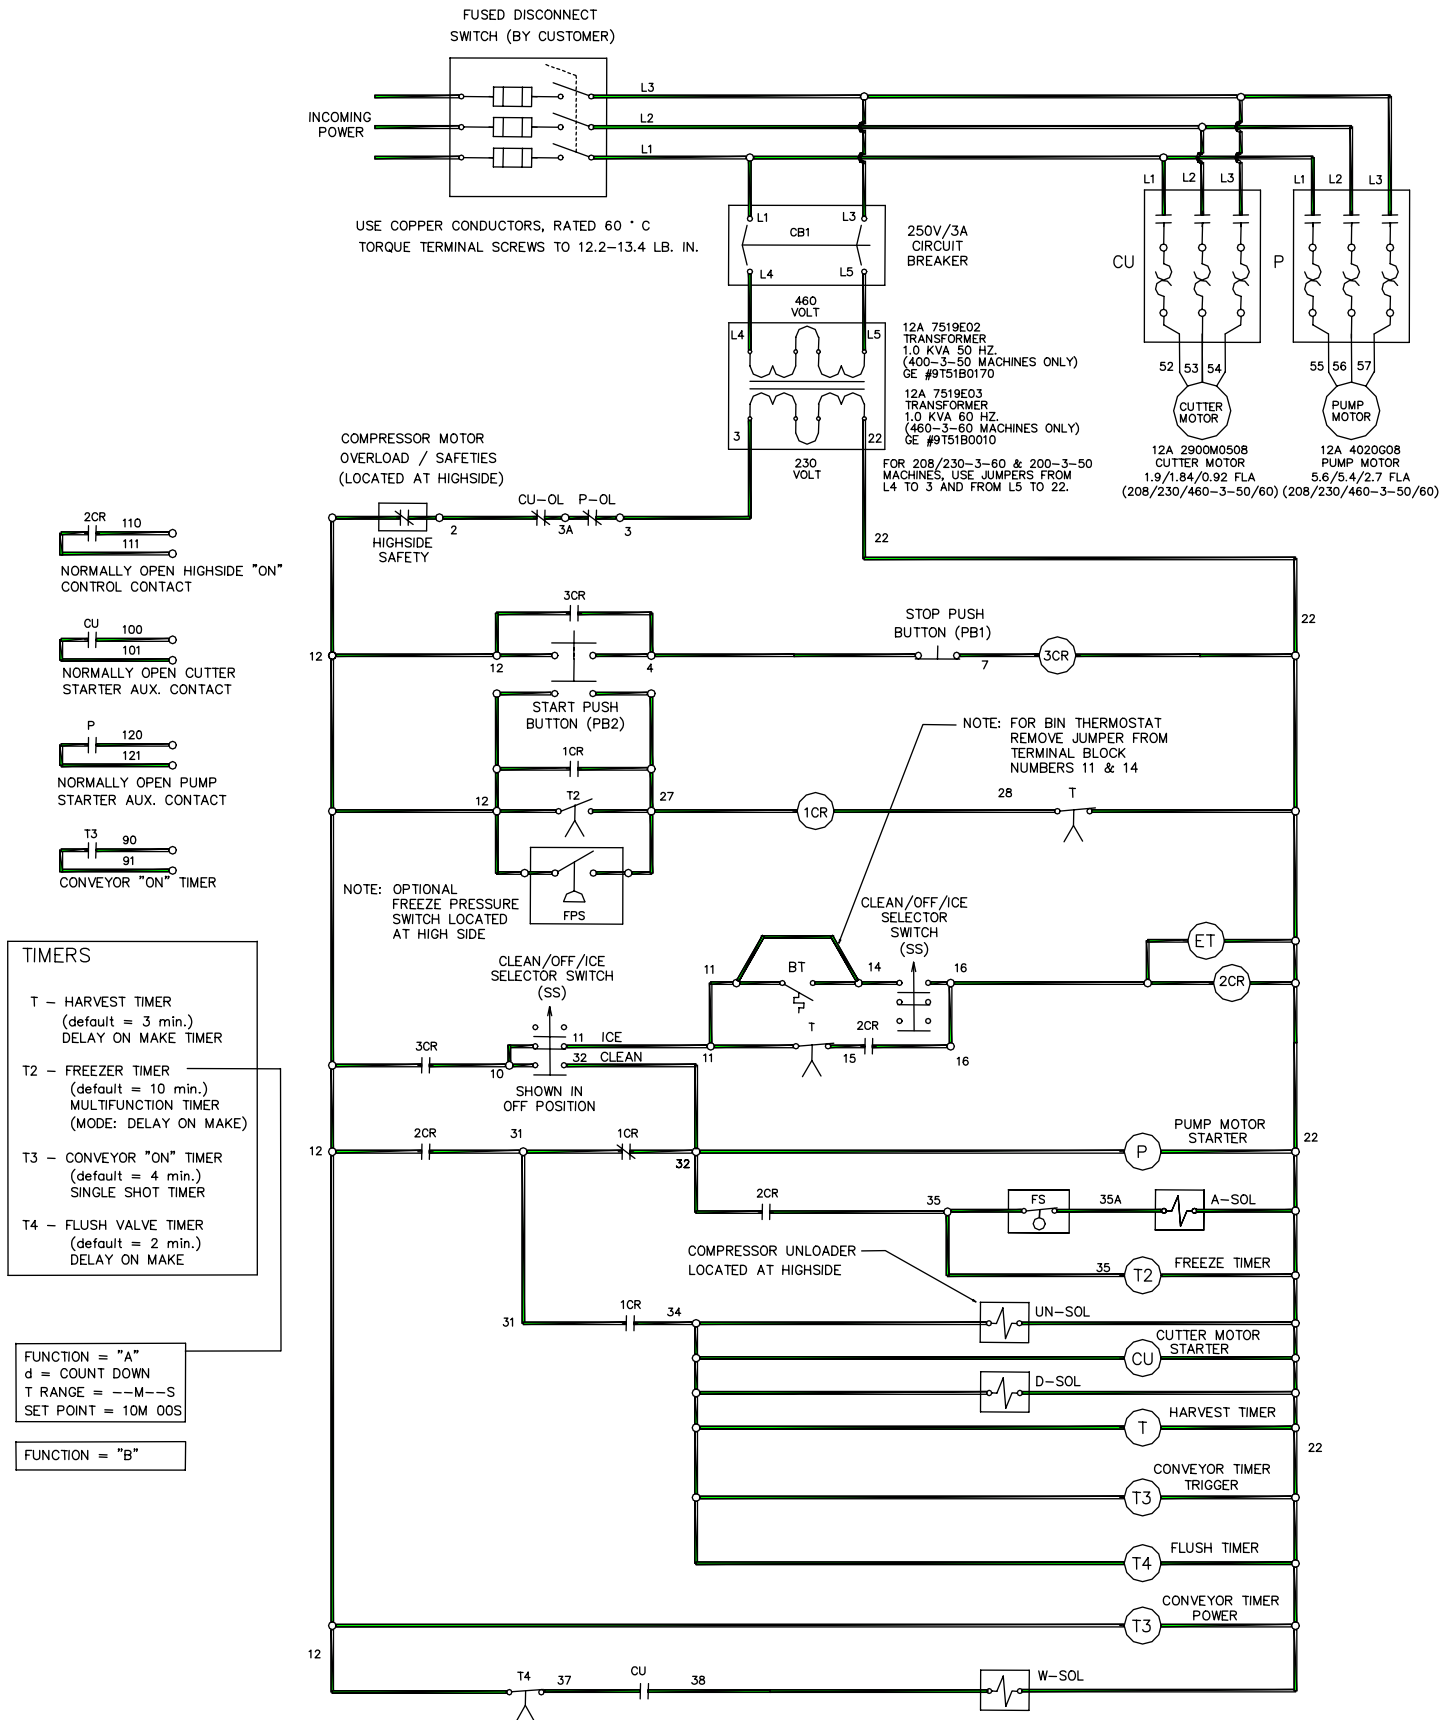 FUSED DISCONNECT
SWITCH (BY CUSTOMER)
INCOMING
POWER
L3
L2
L1
USE COPPER CONDUCTORS, RATED 60 ° C
TORQUE TERMINAL SCREWS TO 12.2–13.4 LB. IN.
L1
L3
CB1
L4
L5
250V/3A
CIRCUIT
BREAKER
460
VOLT
L4
L5
3
22
230
VOLT
12A 7519E02
TRANSFORMER
1.0 KVA 50 HZ.
(400–3–50 MACHINES ONLY)
GE #9T51B0170
12A 7519E03
TRANSFORMER
1.0 KVA 60 HZ.
(460–3–60 MACHINES ONLY)
GE #9T51B0010
FOR 208/230–3–60 & 200–3–50
MACHINES, USE JUMPERS FROM
L4 TO 3 AND FROM L5 TO 22.
L1
L2
L3
CU
52
53
54
CUTTER
MOTOR
12A 2900M0508
CUTTER MOTOR
1.9/1.84/0.92 FLA
(208/230/460–3–50/60)
L1
L2
L3
P
55
56
57
PUMP
MOTOR
12A 4020G08
PUMP MOTOR
5.6/5.4/2.7 FLA
(208/230/460–3–50/60)
COMPRESSOR MOTOR
OVERLOAD / SAFETIES
(LOCATED AT HIGHSIDE)
CU–OL
P–OL
2
3A
3
HIGHSIDE
SAFETY
22
2CR
110
111
NORMALLY OPEN HIGHSIDE "ON"
CONTROL CONTACT
CU
100
101
NORMALLY OPEN CUTTER
STARTER AUX. CONTACT
P
120
121
NORMALLY OPEN PUMP
STARTER AUX. CONTACT
T3
90
91
CONVEYOR "ON" TIMER
3CR
12
12
4
STOP PUSH
BUTTON (PB1)
7
3CR
22
START PUSH
BUTTON (PB2)
1CR
12
T2
27
1CR
28
T
NOTE: FOR BIN THERMOSTAT
REMOVE JUMPER FROM
TERMINAL BLOCK
NUMBERS 11 & 14
FPS
NOTE: OPTIONAL
FREEZE PRESSURE
SWITCH LOCATED
AT HIGH SIDE
CLEAN/OFF/ICE
SELECTOR
SWITCH
(SS)
CLEAN/OFF/ICE
SELECTOR SWITCH
(SS)
11
BT
14
16
ET
2CR
11
ICE
32
CLEAN
3CR
10
11
T
15
2CR
16
SHOWN IN
OFF POSITION
TIMERS
T – HARVEST TIMER
(default = 3 min.)
DELAY ON MAKE TIMER
T2 – FREEZER TIMER
(default = 10 min.)
MULTIFUNCTION TIMER
(MODE: DELAY ON MAKE)
T3 – CONVEYOR "ON" TIMER
(default = 4 min.)
SINGLE SHOT TIMER
T4 – FLUSH VALVE TIMER
(default = 2 min.)
DELAY ON MAKE
FUNCTION = "A"
d = COUNT DOWN
T RANGE = ––M––S
SET POINT = 10M 00S
FUNCTION = "B"
12
2CR
31
1CR
32
PUMP MOTOR
STARTER
P
22
2CR
35
FS
35A
A–SOL
COMPRESSOR UNLOADER
LOCATED AT HIGHSIDE
35
T2
FREEZE TIMER
31
1CR
34
UN–SOL
CUTTER MOTOR
STARTER
CU
D–SOL
HARVEST TIMER
T
22
CONVEYOR TIMER
TRIGGER
T3
FLUSH TIMER
T4
CONVEYOR TIMER
POWER
T3
12
T4
37
CU
38
W–SOL